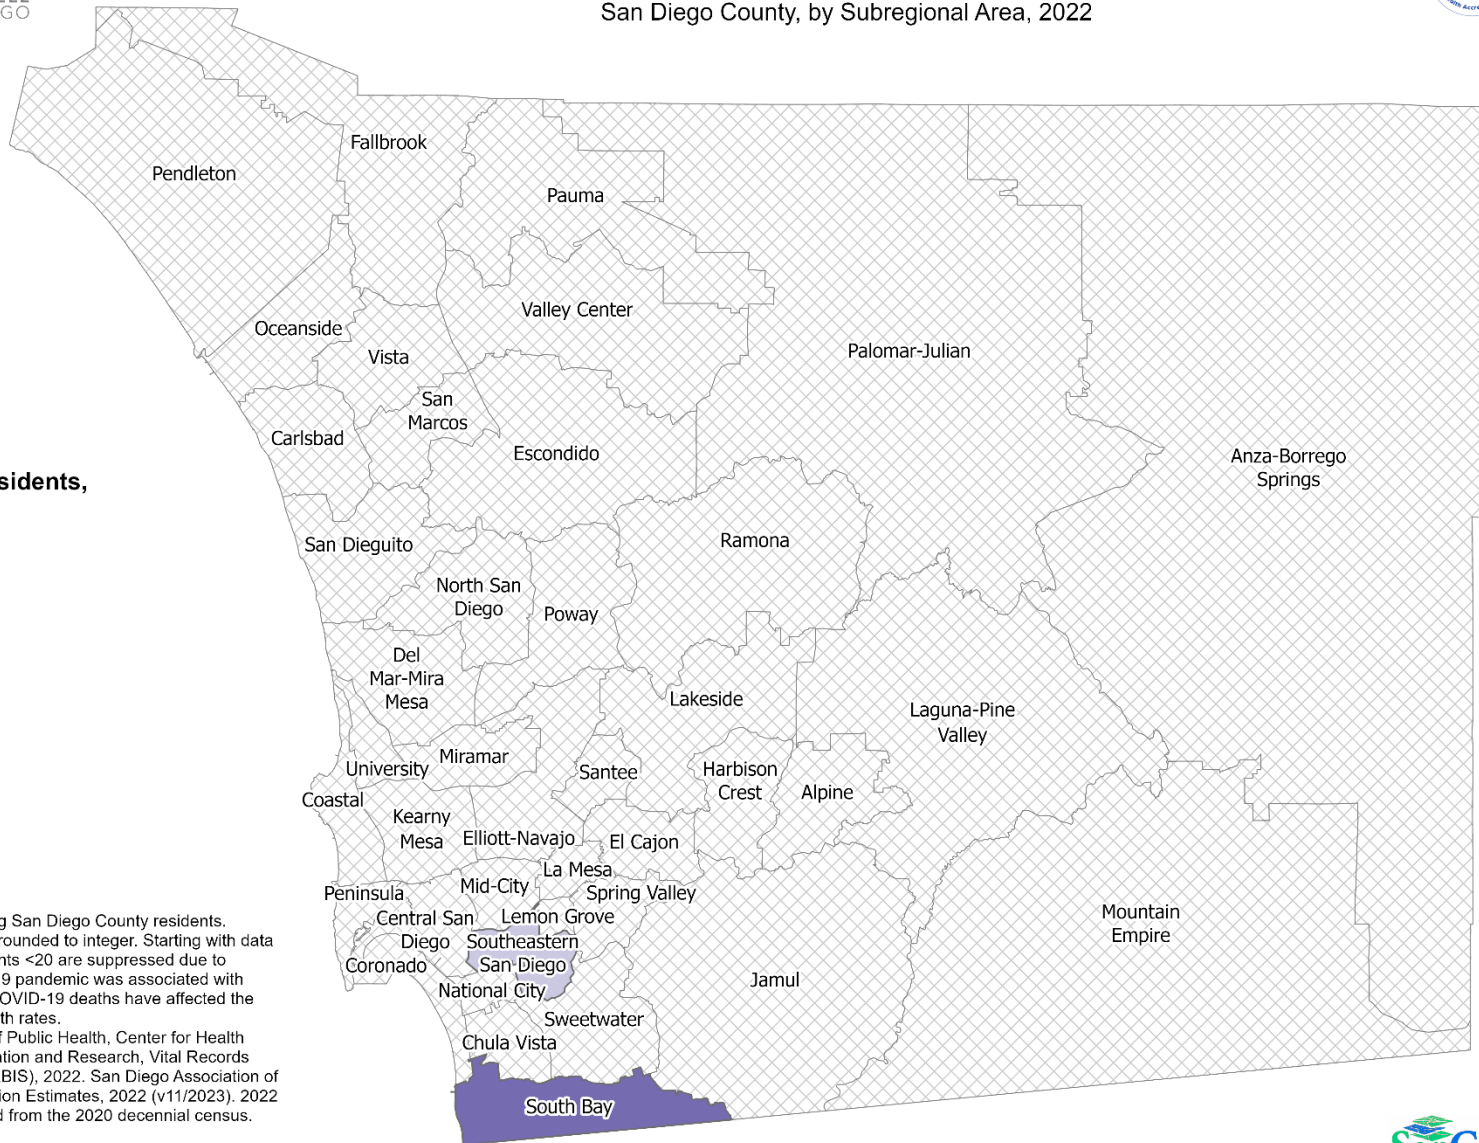 GO
San Diego County, by Subregional Area, 2022
Fallbrook
Pendleton
Pauma
Valley Center
Oceanside
Vista
Palomar-Julian
San
Marcos
Carlsbad
Escondido
Anza-Borrego
Springs
sidents,
San Dieguito
Ramona
North San
Diego
Poway
Del
Mar-Mira
Mesa
Lakeside
Laguna-Pine
Valley
University
Miramar
Santee
Harbison
Crest
Alpine
Coastal
Kearny
Mesa
Elliott-Navajo
El Cajon
La Mesa
Peninsula
Mid-City
Spring Valley
Central San
Diego
Lemon Grove
Southeastern
San Diego
Coronado
National City
Mountain
Empire
Jamul
Sweetwater
Chula Vista
South Bay
g San Diego County residents.
rounded to integer. Starting with data
nts <20 are suppressed due to
9 pandemic was associated with
OVID-19 deaths have affected the
th rates.
f Public Health, Center for Health
ation and Research, Vital Records
BIS), 2022. San Diego Association of
ion Estimates, 2022 (v11/2023). 2022
d from the 2020 decennial census.